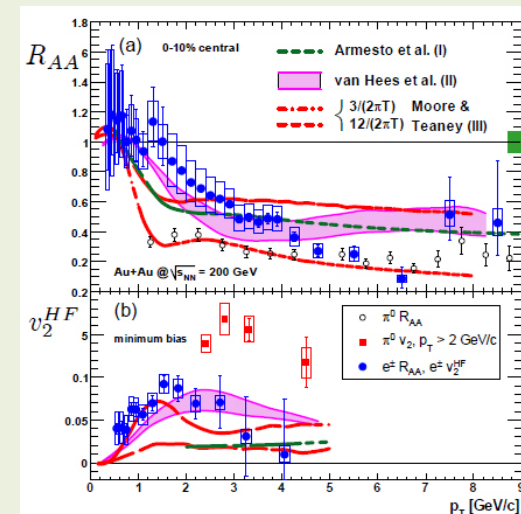 R_AA
1.8
1.6
1.4
1.2
1
0.8
0.6
0.4
0.2
(a)
0-10% central
Armesto et al. (I)
van Hees et al. (II)
3/(2πT) Moore &
12/(2πT) Teaney (III)
Au+Au @ √s_NN = 200 GeV
v_2^HF
5
0.1
0.05
0
(b)
minimum bias
π⁰ R_AA
π⁰ v_2, p_T > 2 GeV/c
e± R_AA, e± v_2^HF
0 1 2 3 4 5 6 7 8 9
p_T [GeV/c]